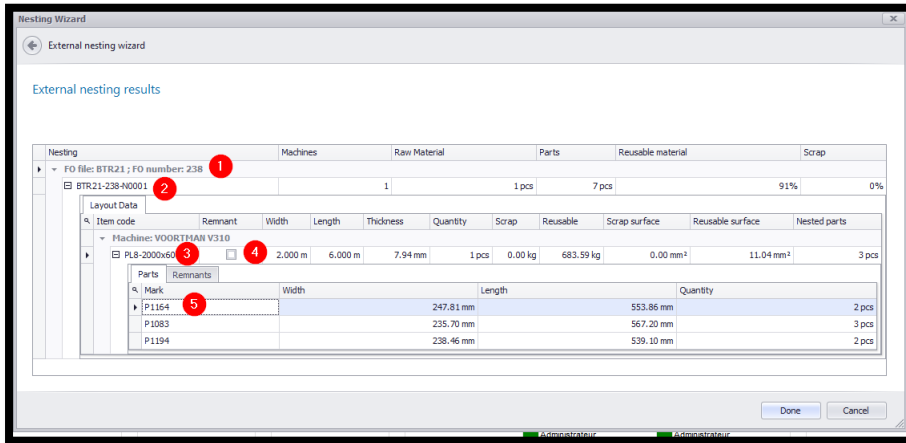 Nesting Wizard
External nesting wizard
External nesting results
Nesting Machines Raw Material Parts Reusable material Scrap
FO file: BTR21 ; FO number: 238 1
BTR21-238-N0001 2 1 1 pcs 7 pcs 91% 0%
Layout Data
Item code Remnant Width Length Thickness Quantity Scrap Reusable Scrap surface Reusable surface Nested parts
Machine: VOORTMAN V310
PL8-2000x60 3 4 2.000 m 6.000 m 7.94 mm 1 pcs 0.00 kg 683.59 kg 0.00 mm² 11.04 mm² 3 pcs
Parts Remnants
Mark Width Length Quantity
P1164 5 247.81 mm 553.86 mm 2 pcs
P1083 235.70 mm 567.20 mm 3 pcs
P1194 238.46 mm 539.10 mm 2 pcs
Done Cancel
Administrateur Administrateur